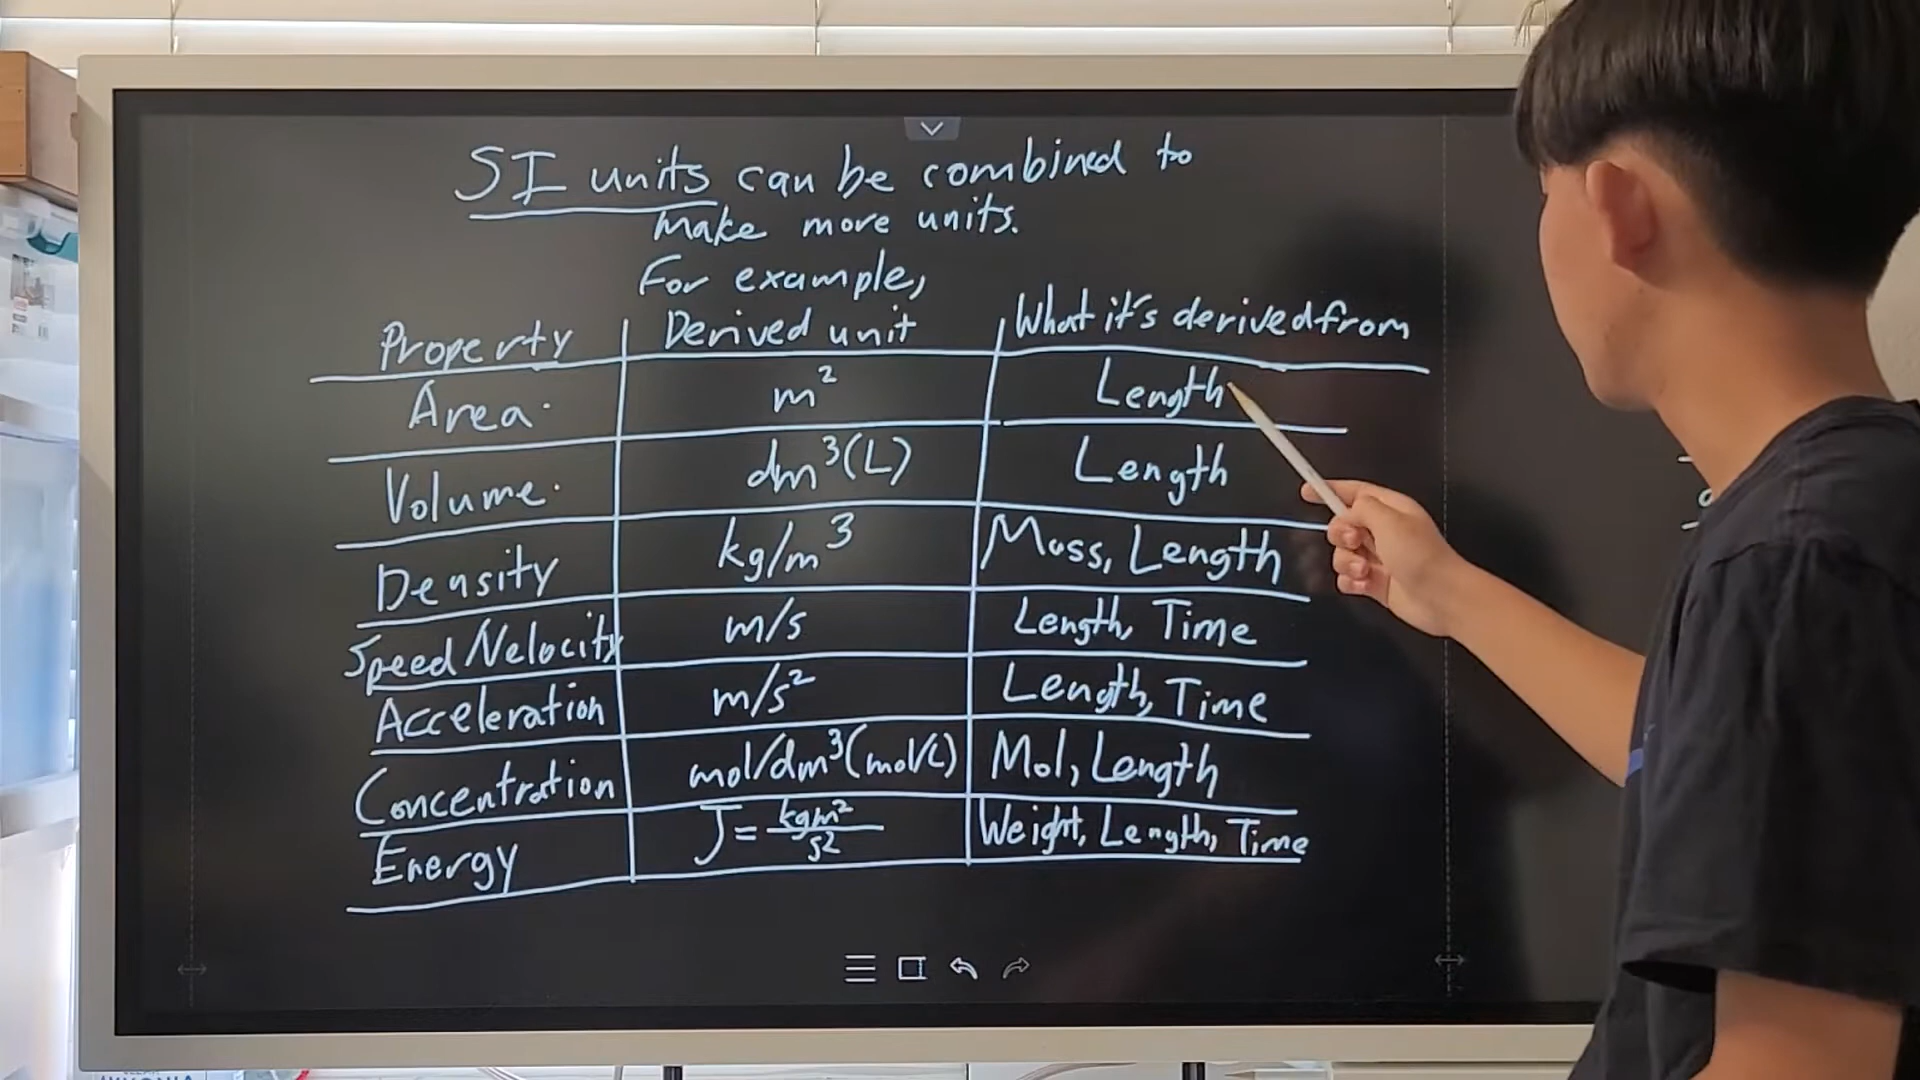 SI units can be combined to
make more units.
For example,
Property Derived unit What it's derived from
Area m² Length
Volume dm³(L) Length
Density kg/m³ Mass, Length
Speed/Velocity m/s Length, Time
Acceleration m/s² Length, Time
Concentration mol/dm³(mol/L) Mol, Length
Energy J = kgm²/s² Weight, Length, Time